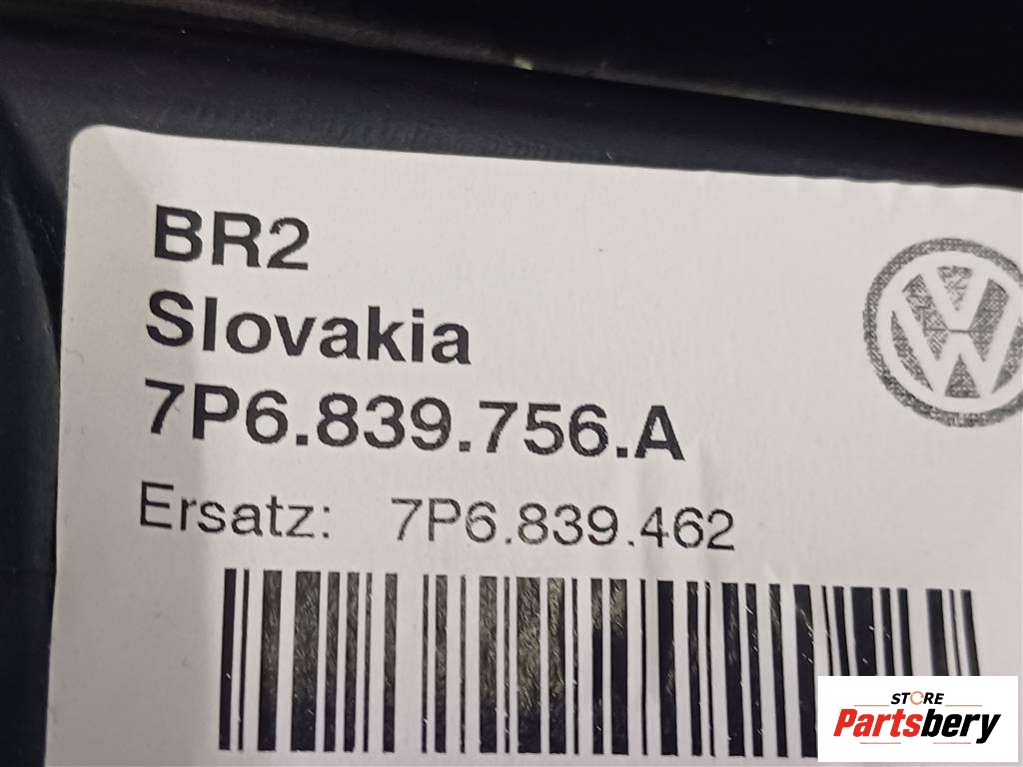 BR2
Slovakia
7P6.839.756.A
Ersatz: 7P6.839.462
STORE
Partsbery